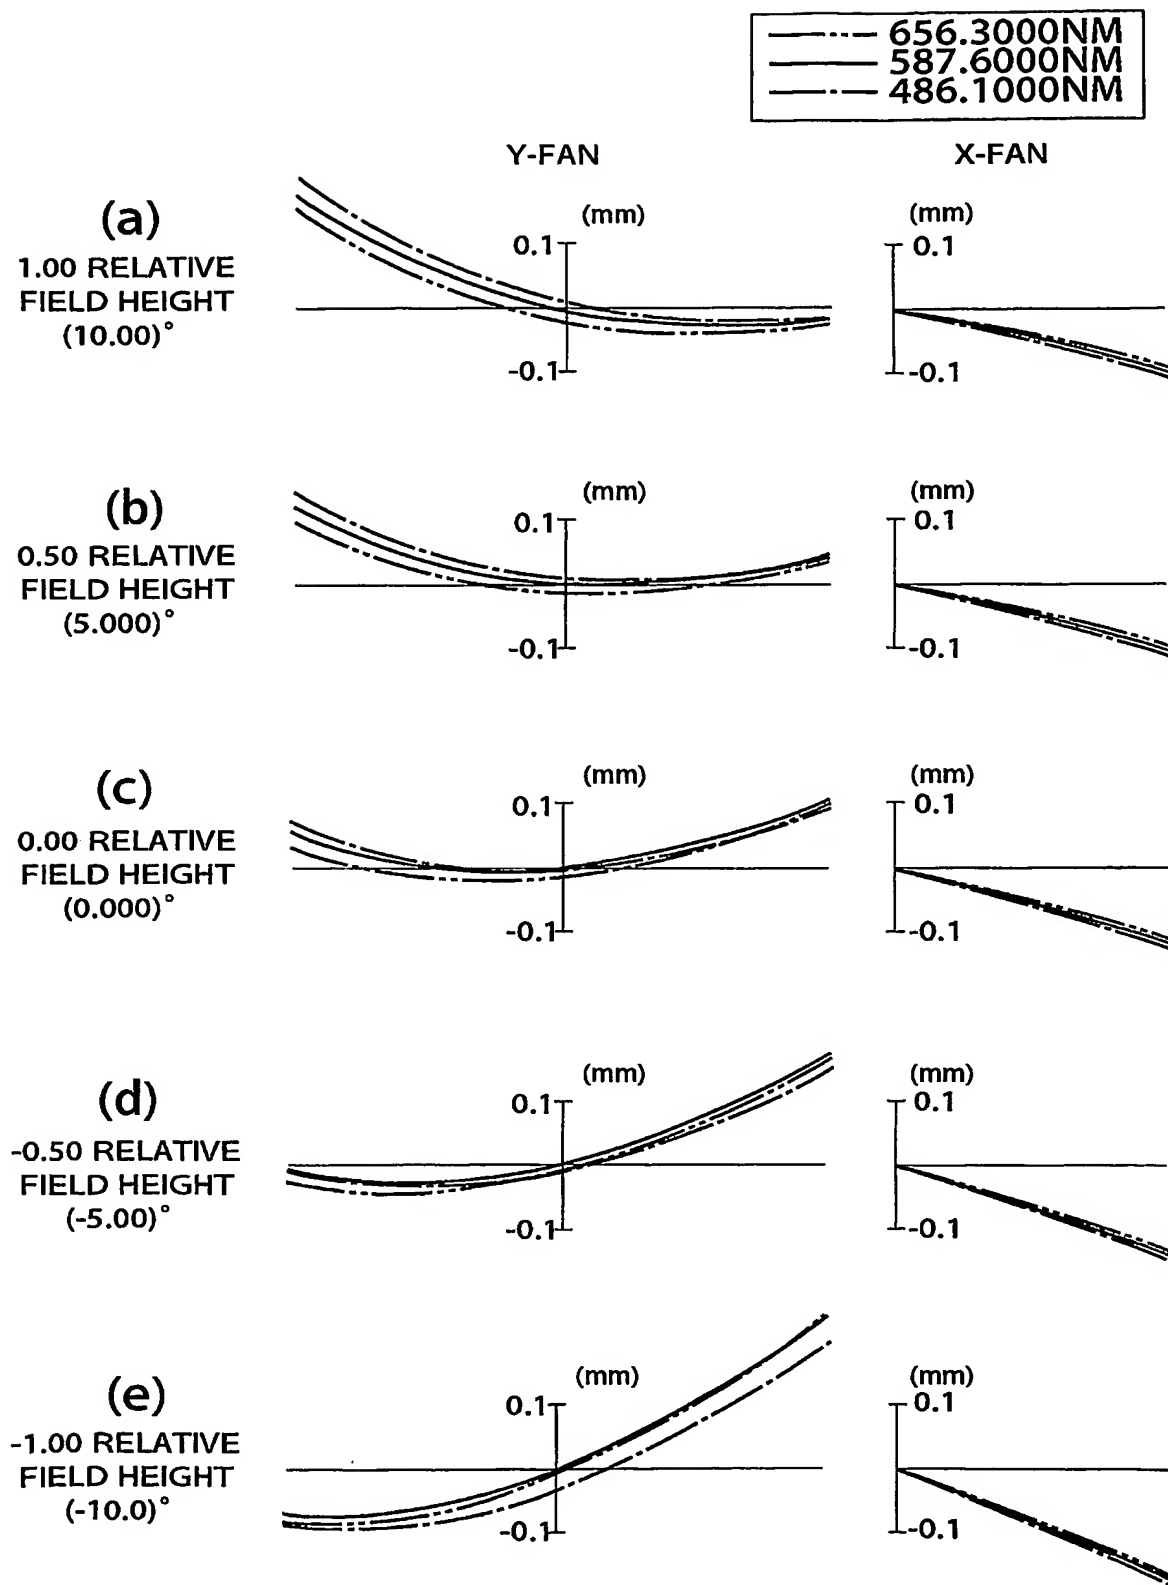 656.3000NM
587.6000NM
486.1000NM
Y-FAN
X-FAN
(a)
1.00 RELATIVE
FIELD HEIGHT
(10.00)°
(mm)
0.1
-0.1
(mm)
0.1
-0.1
(b)
0.50 RELATIVE
FIELD HEIGHT
(5.000)°
(mm)
0.1
-0.1
(mm)
0.1
-0.1
(c)
0.00 RELATIVE
FIELD HEIGHT
(0.000)°
(mm)
0.1
-0.1
(mm)
0.1
-0.1
(d)
-0.50 RELATIVE
FIELD HEIGHT
(-5.00)°
(mm)
0.1
-0.1
(mm)
0.1
-0.1
(e)
-1.00 RELATIVE
FIELD HEIGHT
(-10.0)°
(mm)
0.1
-0.1
(mm)
0.1
-0.1